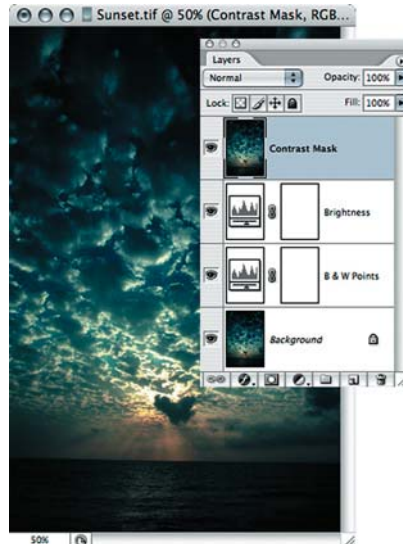 Sunset.tif @ 50% (Contrast Mask, RGB...
Layers
Normal Opacity: 100%
Lock: Fill: 100%
Contrast Mask
Brightness
B & W Points
Background
50%